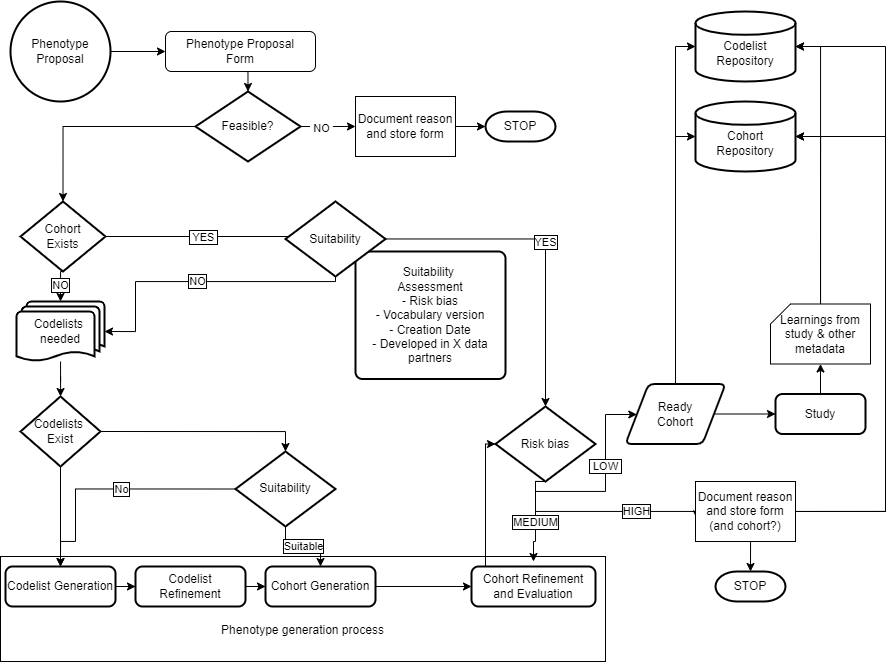 Phenotype
Proposal
Phenotype Proposal
Form
Feasible?
NO
Document reason
and store form
STOP
Codelist
Repository
Cohort
Repository
Cohort
Exists
YES
Suitability
YES
NO
NO
Suitability
Assessment
- Risk bias
- Vocabulary version
- Creation Date
- Developed in X data
partners
Codelists
needed
Learnings from
study & other
metadata
Codelists
Exist
Suitability
No
Suitable
Risk bias
LOW
Ready
Cohort
Study
MEDIUM
HIGH
Document reason
and store form
(and cohort?)
STOP
Codelist Generation
Codelist
Refinement
Cohort Generation
Cohort Refinement
and Evaluation
Phenotype generation process